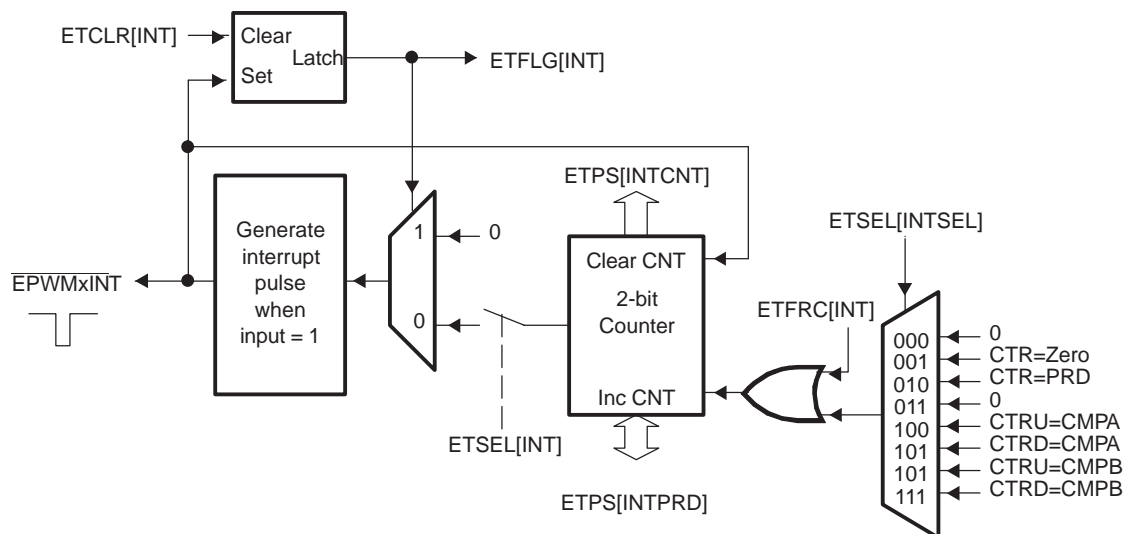 ETCLR[INT]
Clear
Latch
Set
ETFLG[INT]
ETPS[INTCNT]
ETSEL[INTSEL]
Generate
interrupt
pulse
when
input = 1
1
0
0
EPWMxINT
Clear CNT
2-bit
Counter
Inc CNT
ETFRC[INT]
ETSEL[INT]
ETPS[INTPRD]
000 0
001 CTR=Zero
010 CTR=PRD
011 0
100 CTRU=CMPA
101 CTRD=CMPA
101 CTRU=CMPB
111 CTRD=CMPB